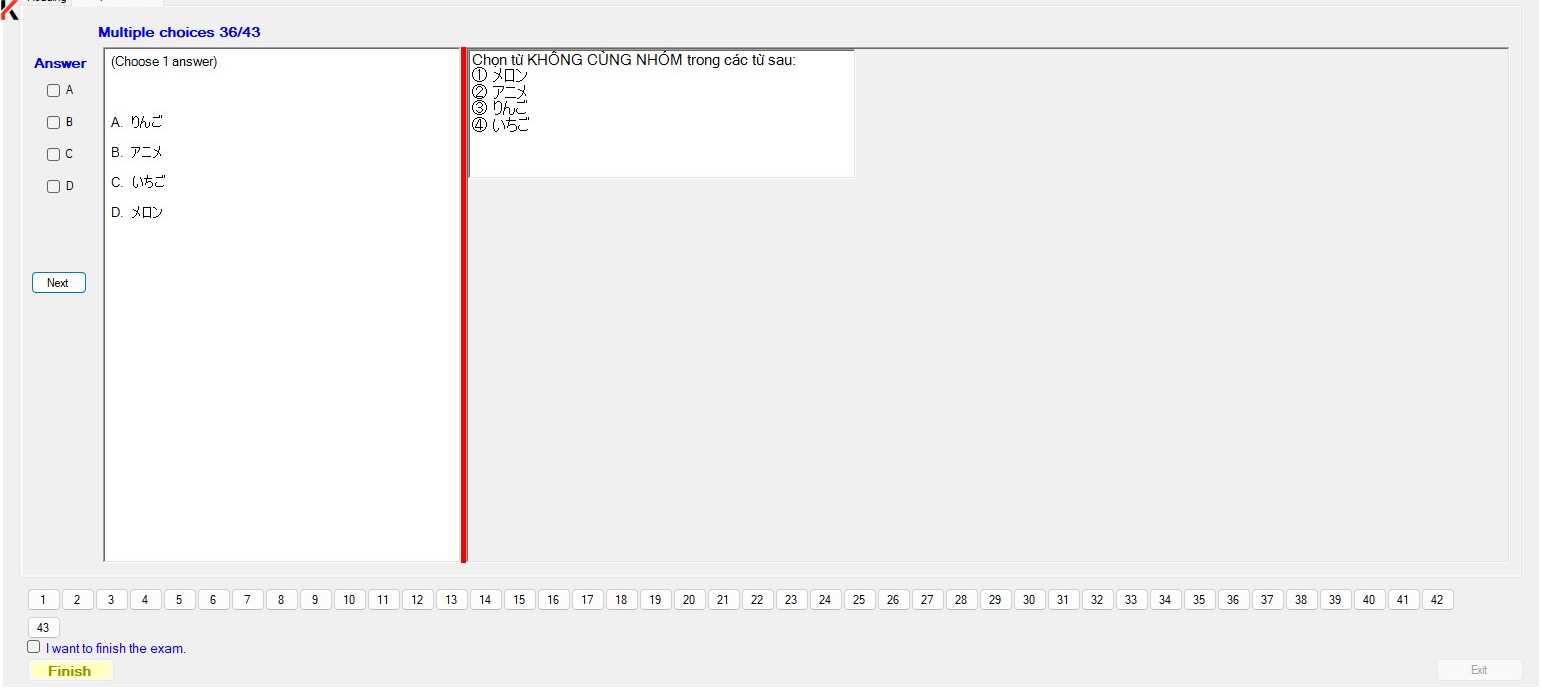 Multiple choices 36/43
Answer
A
B
C
D
Next
(Choose 1 answer)
A. りんご
B. アニメ
C. いちご
D. メロン
Chọn từ KHÔNG CÙNG NHÓM trong các từ sau:
① メロン
② アニメ
③ りんご
④ いちご
1 2 3 4 5 6 7 8 9 10 11 12 13 14 15 16 17 18 19 20 21 22 23 24 25 26 27 28 29 30 31 32 33 34 35 36 37 38 39 40 41 42
43
I want to finish the exam.
Finish
Exit